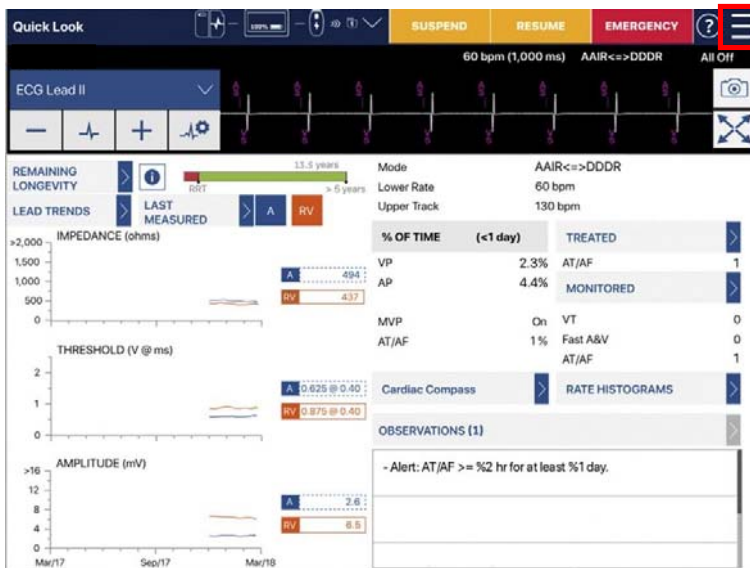 Quick Look
100%
SUSPEND
RESUME
EMERGENCY
?
60 bpm (1,000 ms) AAIR<=>DDDR All Off
ECG Lead II
REMAINING LONGEVITY
i
13.5 years
RRT
> 5 years
LEAD TRENDS
LAST MEASURED
A
RV
IMPEDANCE (ohms)
>2,000
1,500
1,000
500
0
A 494
RV 437
THRESHOLD (V @ ms)
2
1
0
A 0.625 @ 0.40
RV 0.875 @ 0.40
AMPLITUDE (mV)
>16
12
8
4
0
A 2.6
RV 6.5
Mar/17 Sep/17 Mar/18
Mode AAIR<=>DDDR
Lower Rate 60 bpm
Upper Track 130 bpm
% OF TIME (<1 day)
VP 2.3%
AP 4.4%
MVP On
AT/AF 1%
TREATED
AT/AF 1
MONITORED
VT 0
Fast A&V 0
AT/AF 1
Cardiac Compass
RATE HISTOGRAMS
OBSERVATIONS (1)
- Alert: AT/AF >= %2 hr for at least %1 day.